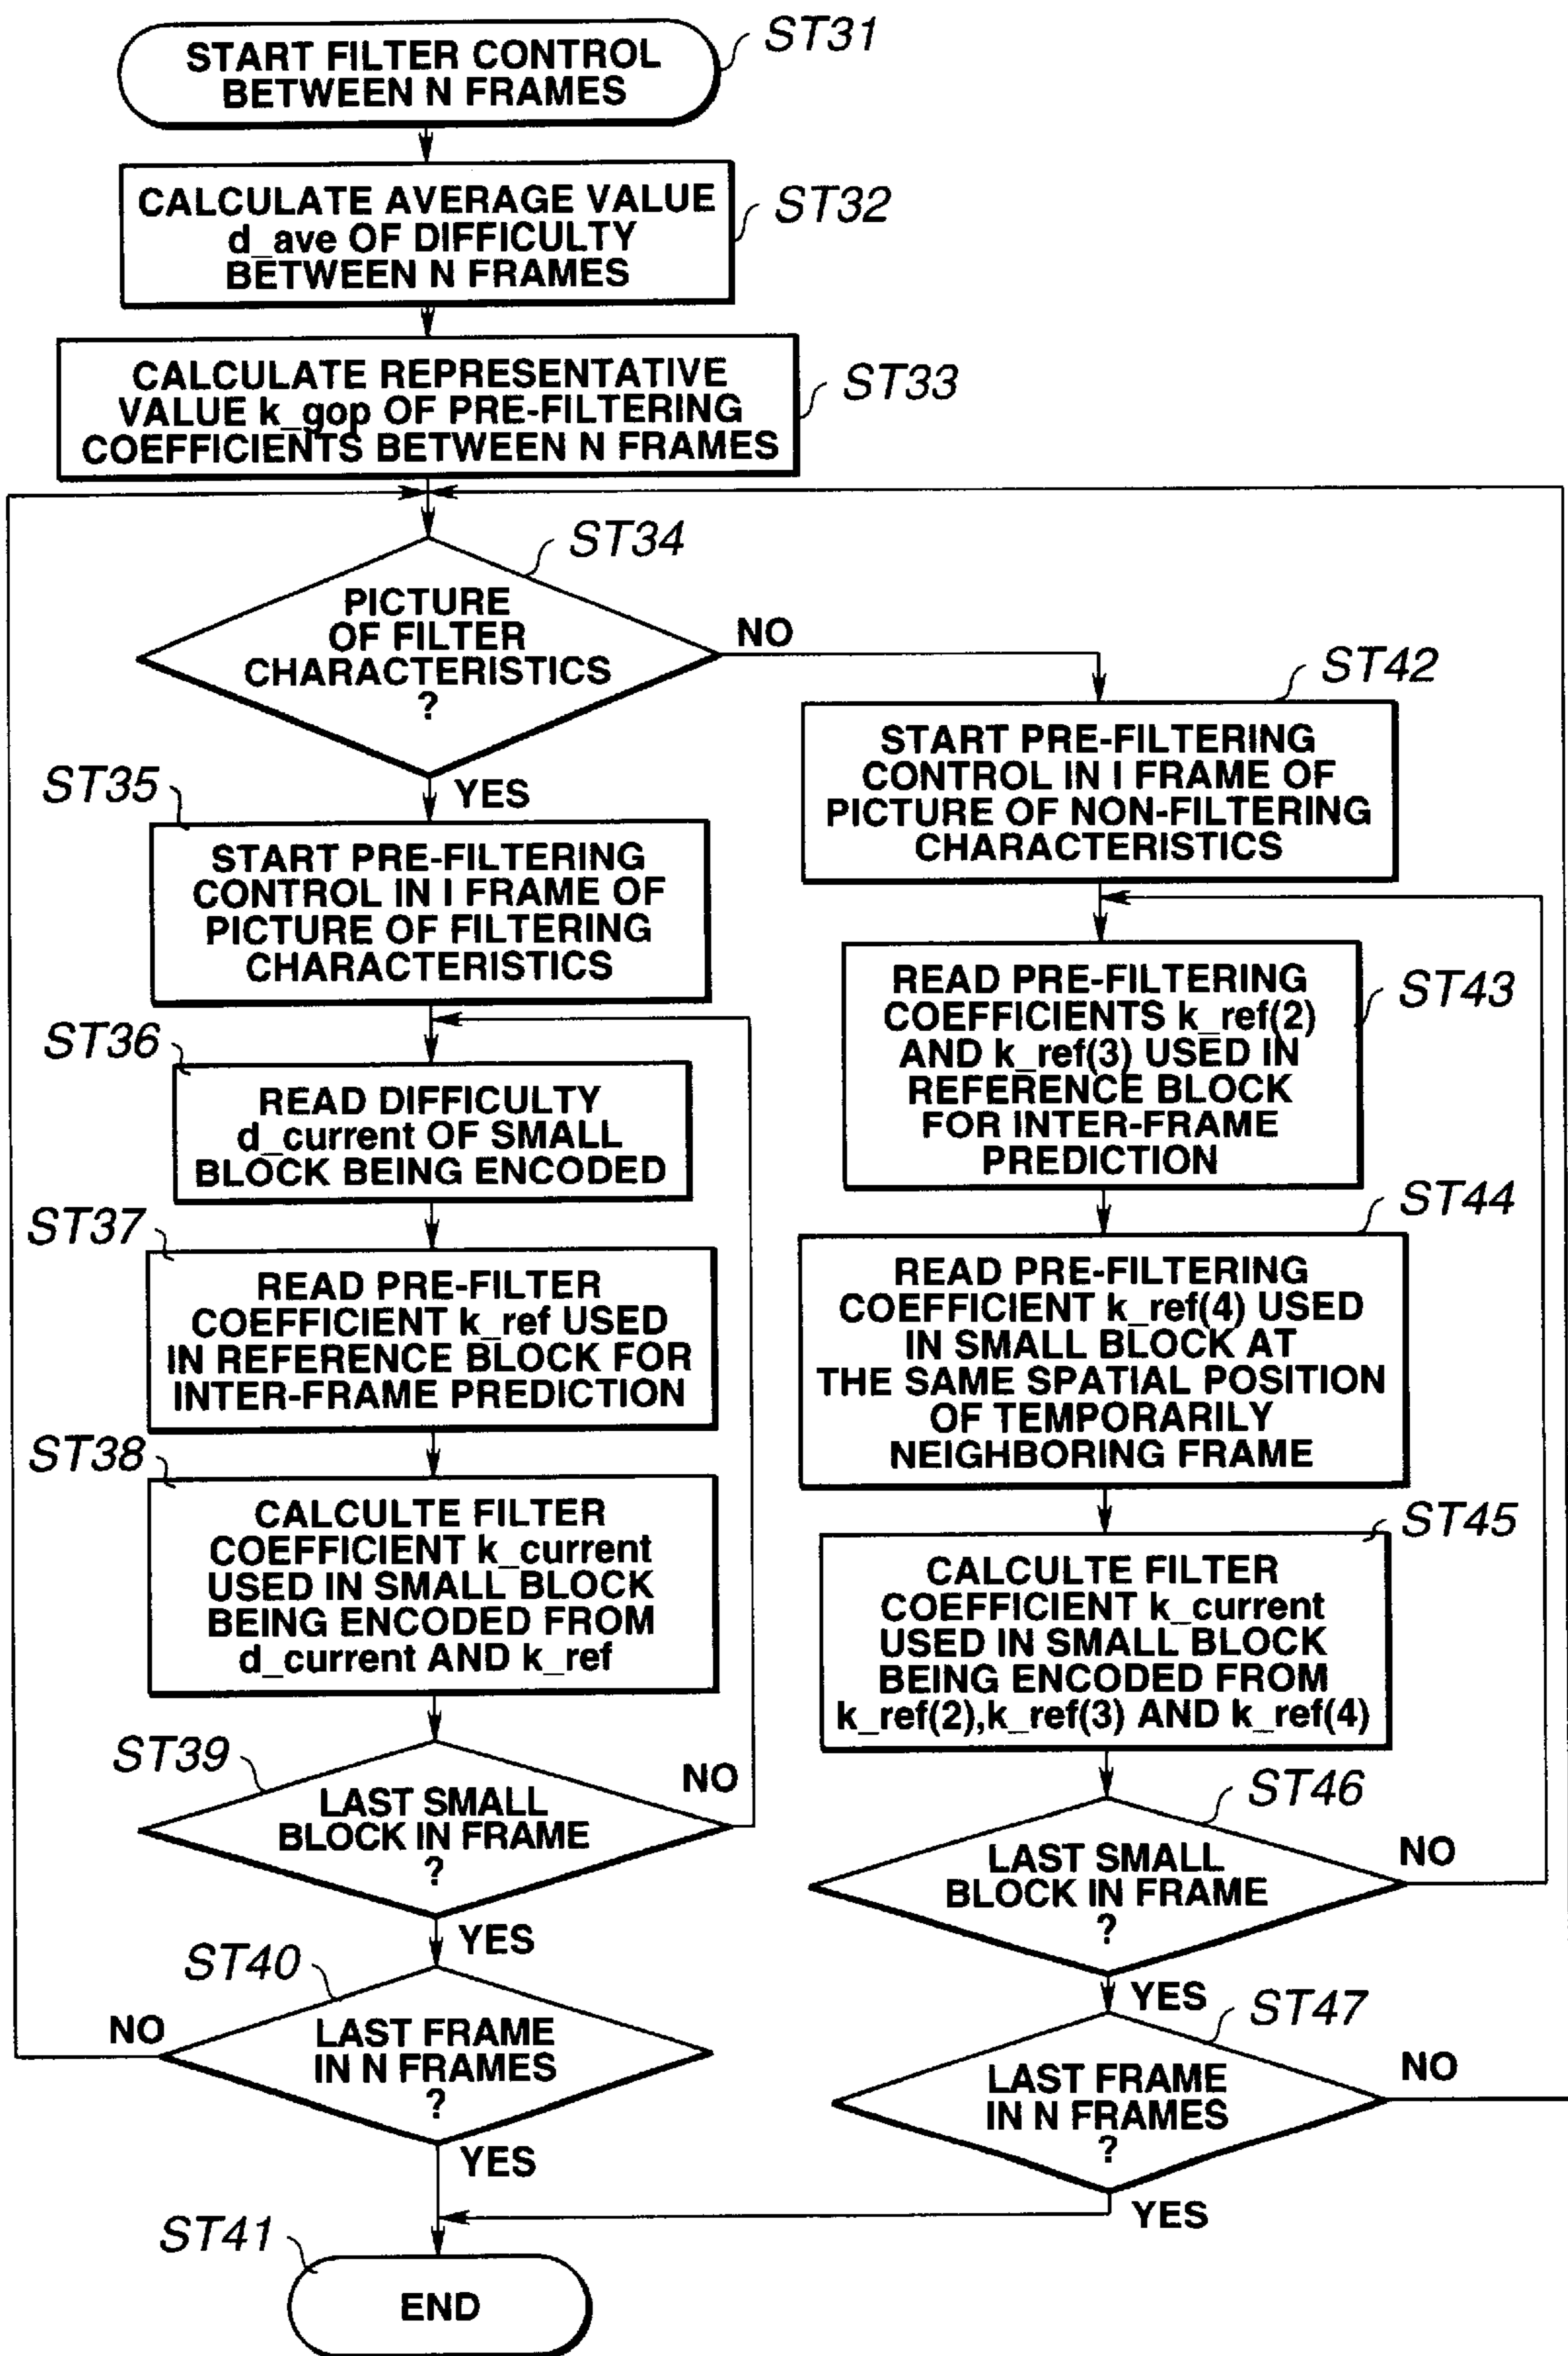 START FILTER CONTROL
BETWEEN N FRAMES
ST31
CALCULATE AVERAGE VALUE
d_ave OF DIFFICULTY
BETWEEN N FRAMES
ST32
CALCULATE REPRESENTATIVE
VALUE k_gop OF PRE-FILTERING
COEFFICIENTS BETWEEN N FRAMES
ST33
ST34
PICTURE
OF FILTER
CHARACTERISTICS
?
NO
YES
ST35
START PRE-FILTERING
CONTROL IN I FRAME OF
PICTURE OF FILTERING
CHARACTERISTICS
ST36
READ DIFFICULTY
d_current OF SMALL
BLOCK BEING ENCODED
ST37
READ PRE-FILTER
COEFFICIENT k_ref USED
IN REFERENCE BLOCK FOR
INTER-FRAME PREDICTION
ST38
CALCULTE FILTER
COEFFICIENT k_current
USED IN SMALL BLOCK
BEING ENCODED FROM
d_current AND k_ref
ST39
LAST SMALL
BLOCK IN FRAME
?
NO
YES
ST40
LAST FRAME
IN N FRAMES
?
NO
YES
ST41
END
ST42
START PRE-FILTERING
CONTROL IN I FRAME OF
PICTURE OF NON-FILTERING
CHARACTERISTICS
ST43
READ PRE-FILTERING
COEFFICIENTS k_ref(2)
AND k_ref(3) USED IN
REFERENCE BLOCK
FOR INTER-FRAME
PREDICTION
ST44
READ PRE-FILTERING
COEFFICIENT k_ref(4) USED
IN SMALL BLOCK AT
THE SAME SPATIAL POSITION
OF TEMPORARILY
NEIGHBORING FRAME
ST45
CALCULTE FILTER
COEFFICIENT k_current
USED IN SMALL BLOCK
BEING ENCODED FROM
k_ref(2),k_ref(3) AND k_ref(4)
ST46
LAST SMALL
BLOCK IN FRAME
?
NO
YES
ST47
LAST FRAME
IN N FRAMES
?
NO
YES